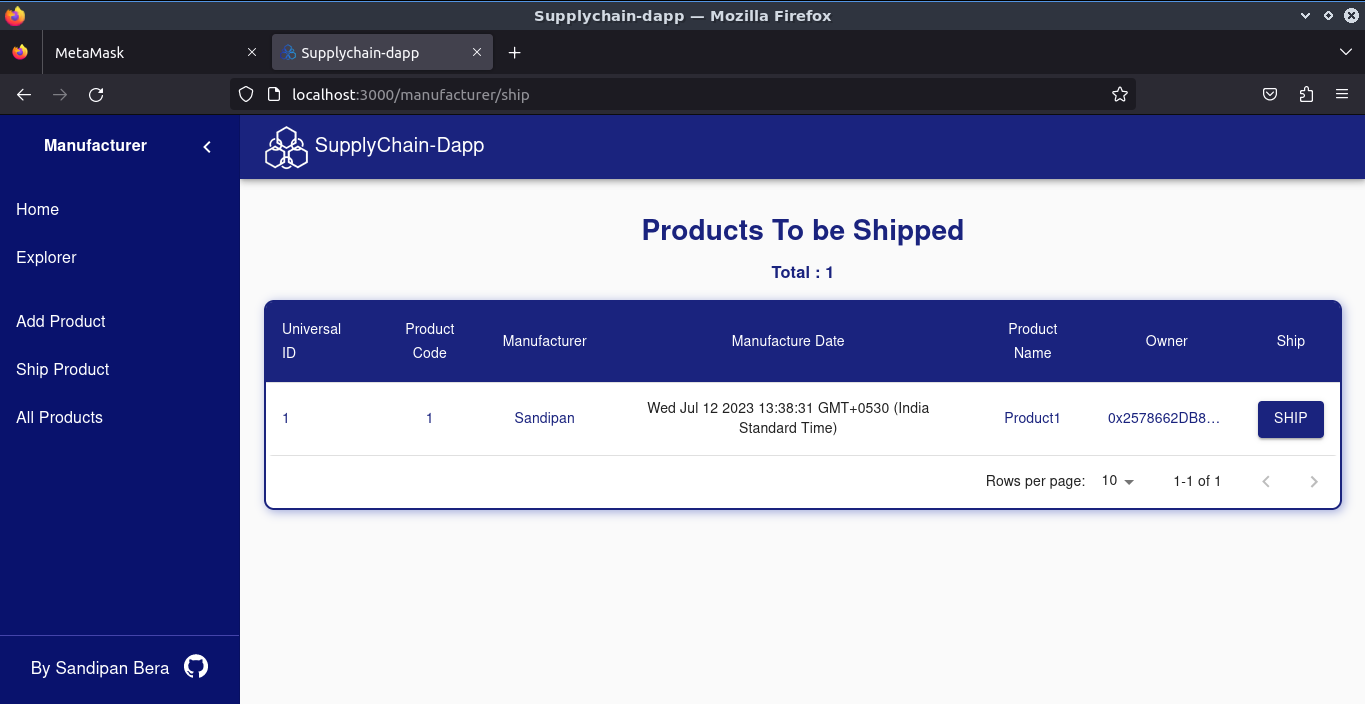 Supplychain-dapp — Mozilla Firefox
MetaMask
Supplychain-dapp
localhost:3000/manufacturer/ship
Manufacturer
SupplyChain-Dapp
Home
Explorer
Add Product
Ship Product
All Products
By Sandipan Bera
Products To be Shipped
Total : 1
Universal ID Product Code Manufacturer Manufacture Date Product Name Owner Ship
1 1 Sandipan Wed Jul 12 2023 13:38:31 GMT+0530 (India Standard Time) Product1 0x2578662DB8... SHIP
Rows per page: 10 1-1 of 1